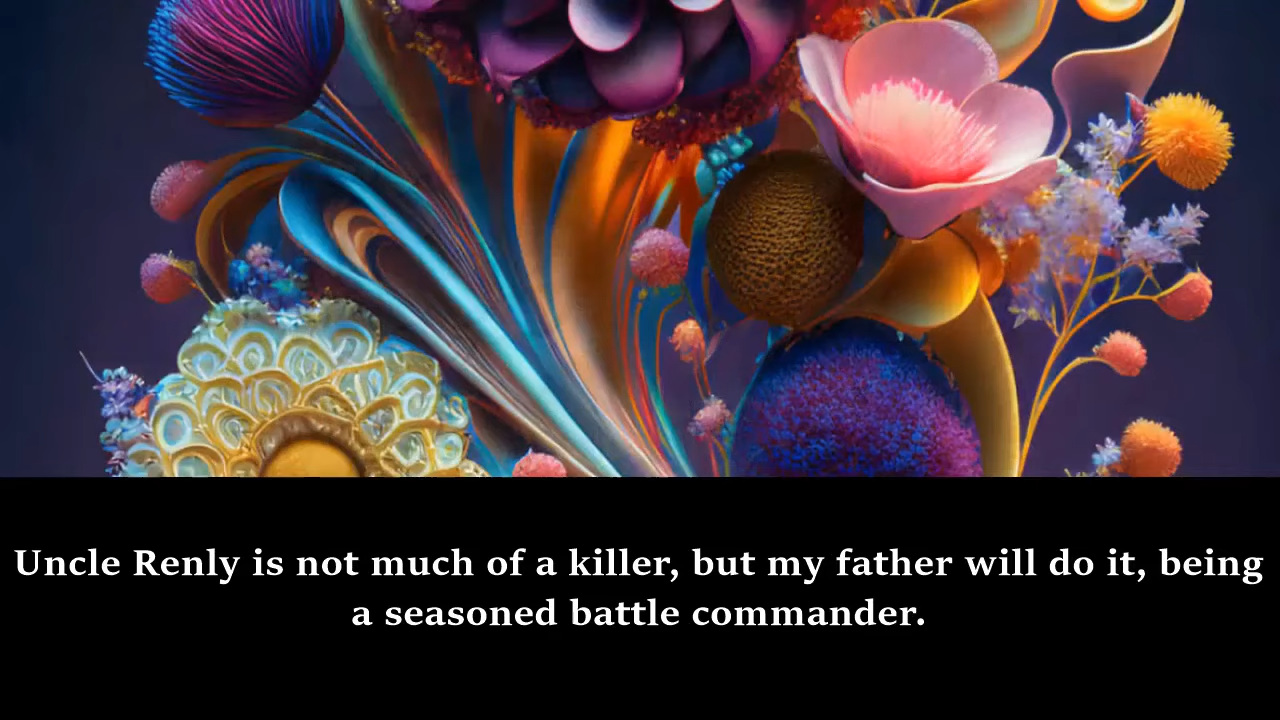 Uncle Renly is not much of a killer, but my father will do it, being
a seasoned battle commander.